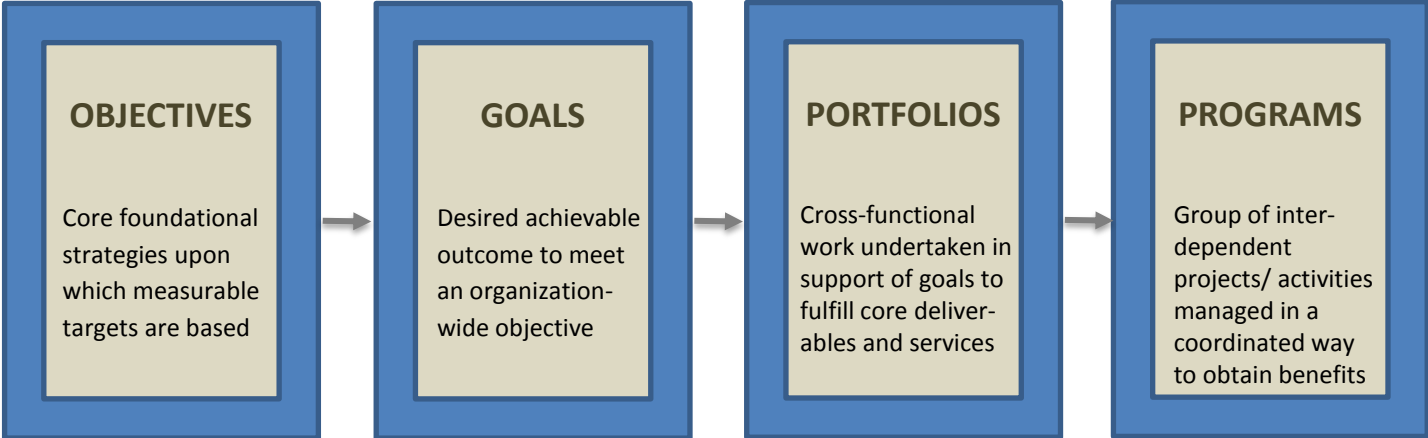 OBJECTIVES
Core foundational
strategies upon
which measurable
targets are based
GOALS
Desired achievable
outcome to meet
an organization-
wide objective
PORTFOLIOS
Cross-functional
work undertaken in
support of goals to
fulfill core deliver-
ables and services
PROGRAMS
Group of inter-
dependent
projects/ activities
managed in a
coordinated way
to obtain benefits